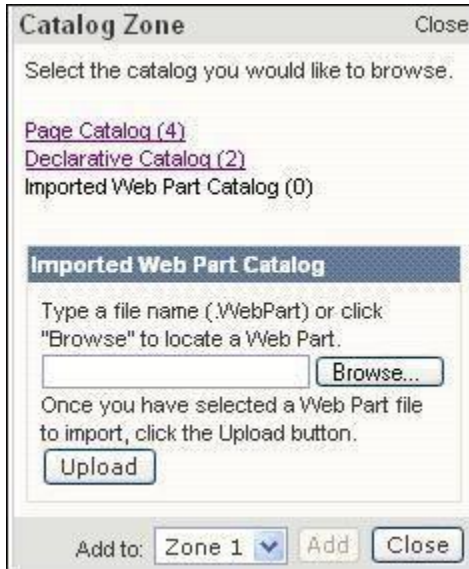 Catalog Zone Close
Select the catalog you would like to browse.
Page Catalog (4)
Declarative Catalog (2)
Imported Web Part Catalog (0)
Imported Web Part Catalog
Type a file name (.WebPart) or click
"Browse" to locate a Web Part.
Browse...
Once you have selected a Web Part file
to import, click the Upload button.
Upload
Add to: Zone 1 Add Close